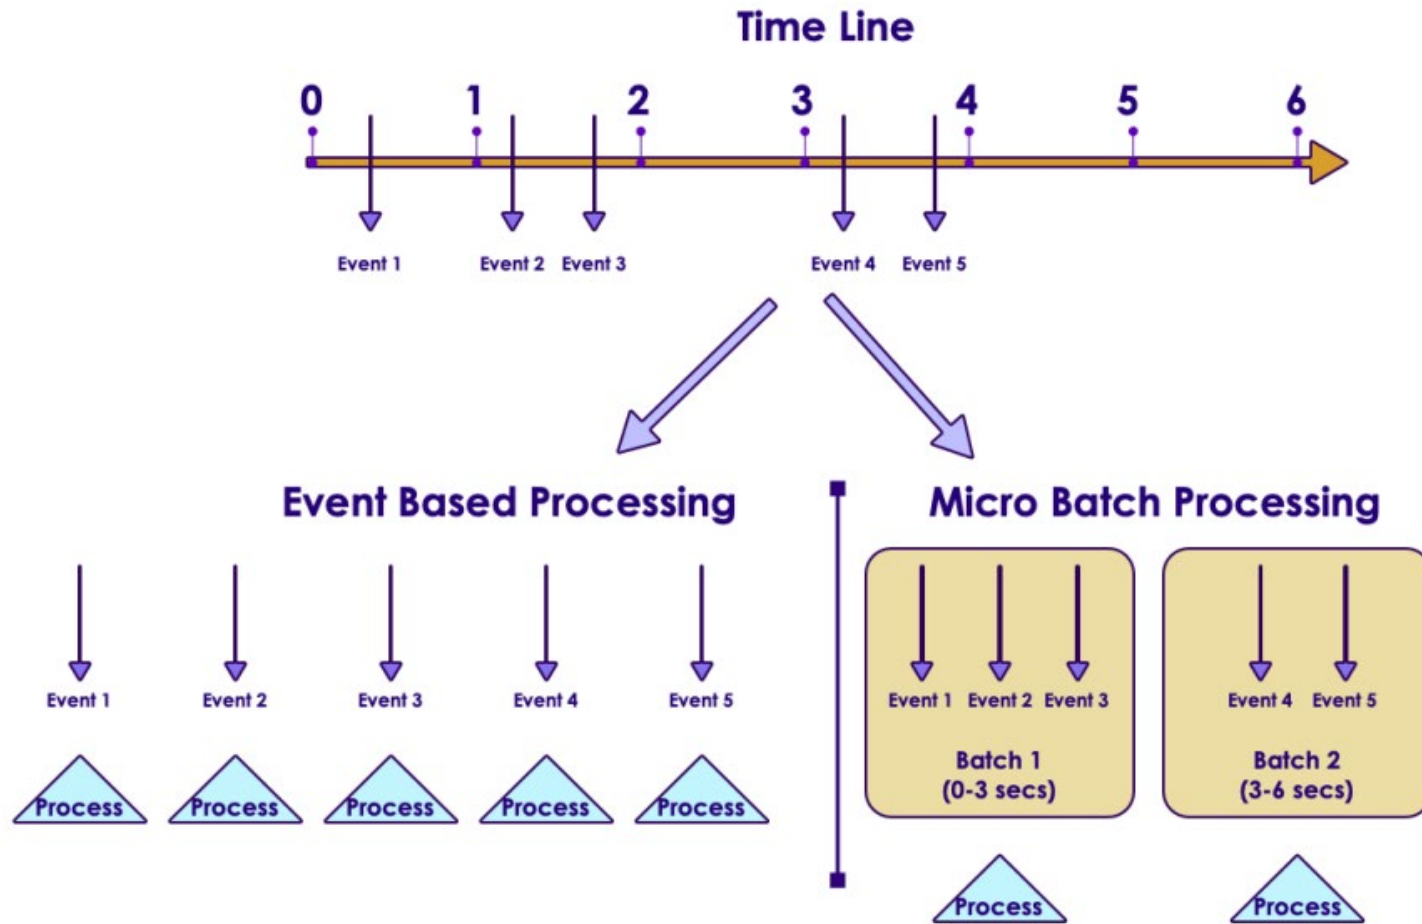 Time Line
0 1 2 3 4 5 6
Event 1 Event 2 Event 3 Event 4 Event 5
Event Based Processing
Event 1 Event 2 Event 3 Event 4 Event 5
Process Process Process Process Process
Micro Batch Processing
Event 1 Event 2 Event 3
Batch 1
(0-3 secs)
Event 4 Event 5
Batch 2
(3-6 secs)
Process Process